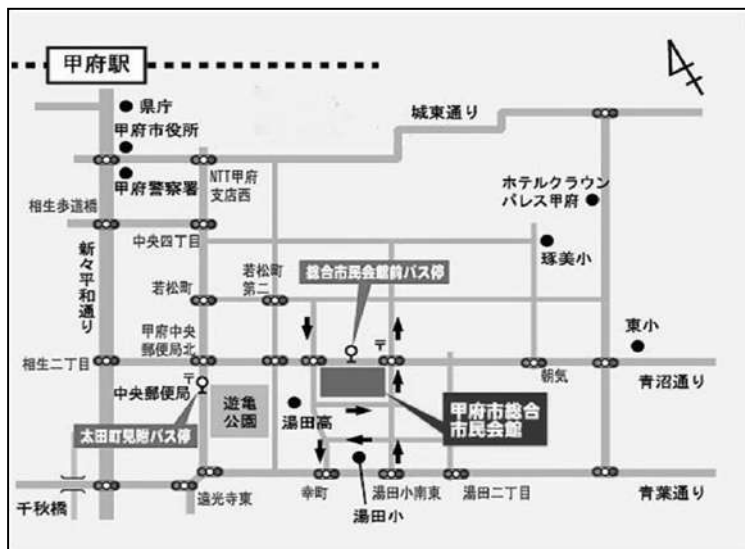 甲府駅
県庁
甲府市役所
甲府警察署
NTT甲府
支店西
城東通り
相生歩道橋
ホテルクラウン
パレス甲府
新々平和通り
中央四丁目
琢美小
総合市民会館前バス停
若松町
若松町
第二
甲府中央
郵便局北
〒
東小
相生二丁目
朝気
青沼通り
中央郵便局
〒
遊亀
公園
湯田高
甲府市総合
市民会館
太田町見附バス停
千秋橋
遠光寺東
幸町
湯田小南東
湯田二丁目
青葉通り
湯田小